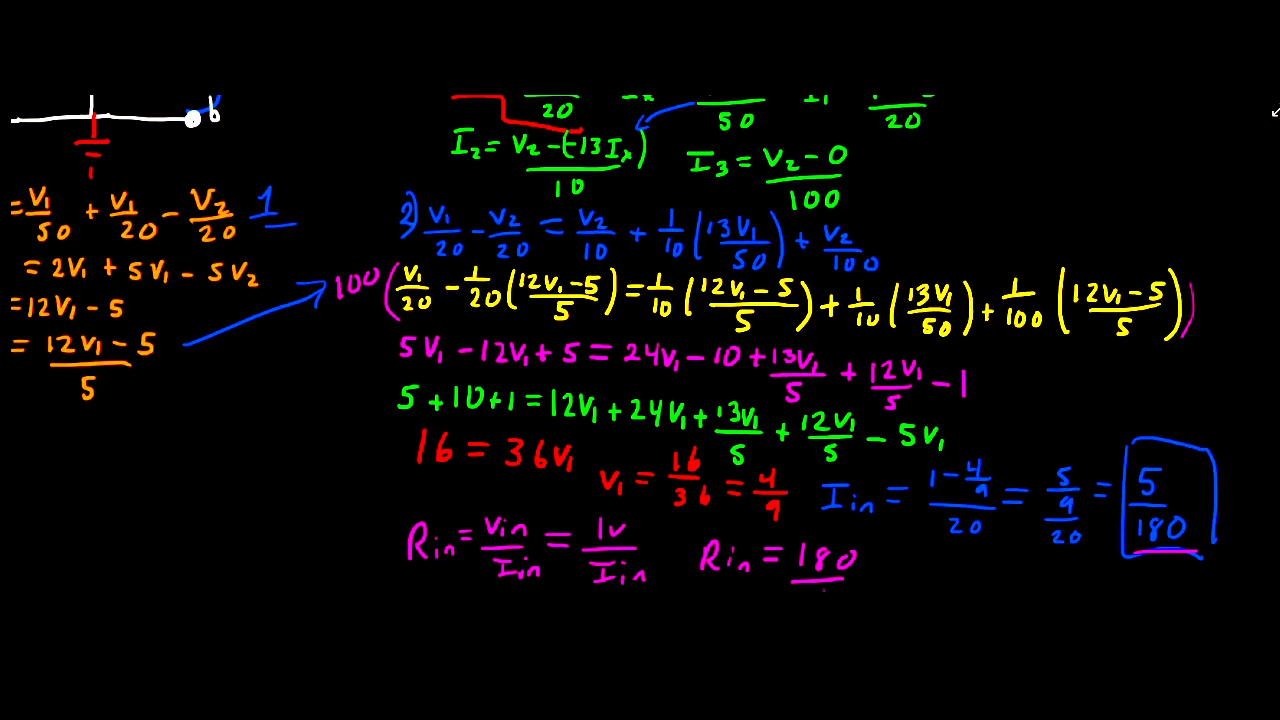 b
20
50
20
I₂ = V₂ - (-13Iₓ) / 10
I₃ = V₂ - 0 / 100
= V₁/50 + V₁/20 - V₂/20 1
= 2V₁ + 5V₁ - 5V₂
= 12V₁ - 5
= 12V₁ - 5 / 5
2) V₁/20 - V₂/20 = V₂/10 + 1/10 (13V₁/50) + V₂/100
100 (V₁/20 - 1/20 (12V₁ - 5 / 5) = 1/10 (12V₁ - 5 / 5) + 1/10 (13V₁/50) + 1/100 (12V₁ - 5 / 5))
5V₁ - 12V₁ + 5 = 24V₁ - 10 + 13V₁/5 + 12V₁/5 - 1
5 + 10 + 1 = 12V₁ + 24V₁ + 13V₁/5 + 12V₁/5 - 5V₁
16 = 36V₁
V₁ = 16/36 = 4/9
Iin = 1 - 4/9 / 20 = 5/9 / 20 = 5/180
Rin = Vin/Iin = 1V/Iin
Rin = 180